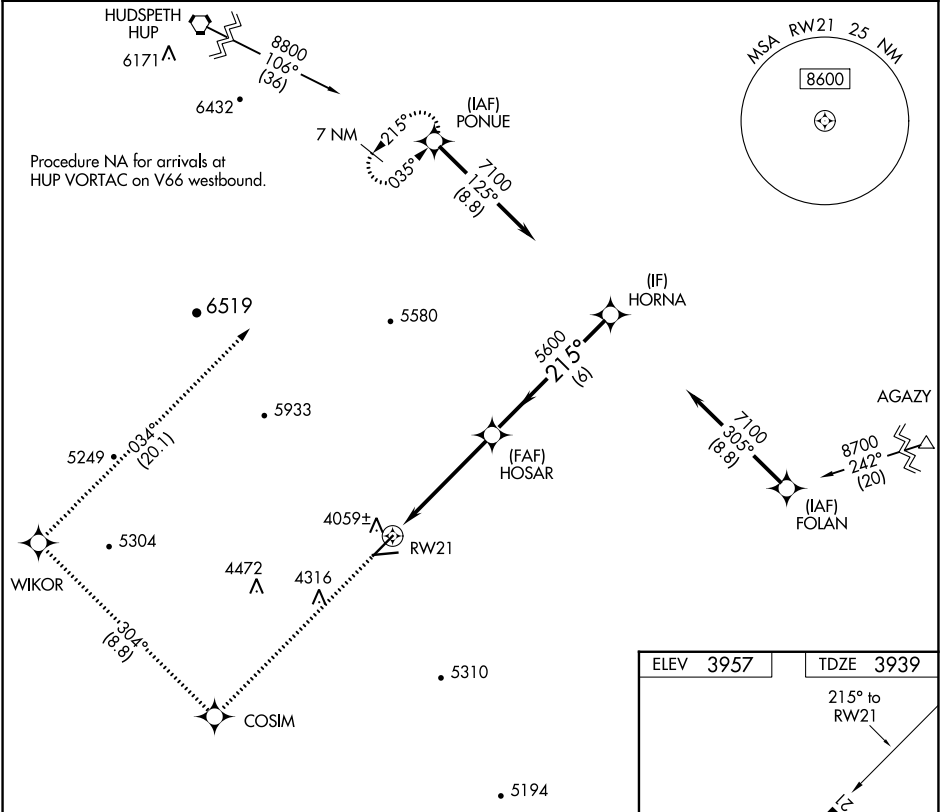 HUDSPETH
HUP
6171
6432
8800
106°
(36)
7 NM
215°
035°
(IAF)
PONUE
7100
125°
(8.8)
MSA RW21 25 NM
8600
Procedure NA for arrivals at
HUP VORTAC on V66 westbound.
6519
5580
(IF)
HORNA
5600
215°
(6)
5933
5249
034°
(20.1)
(FAF)
HOSAR
7100
305°
(8.8)
AGAZY
8700
242°
(20)
(IAF)
FOLAN
4059±
RW21
5304
WIKOR
4472
4316
304°
(8.8)
COSIM
5310
5194
ELEV 3957
TDZE 3939
215° to
RW21
21